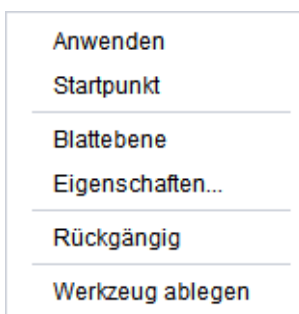 Anwenden
Startpunkt
Blattebene
Eigenschaften...
Rückgängig
Werkzeug ablegen